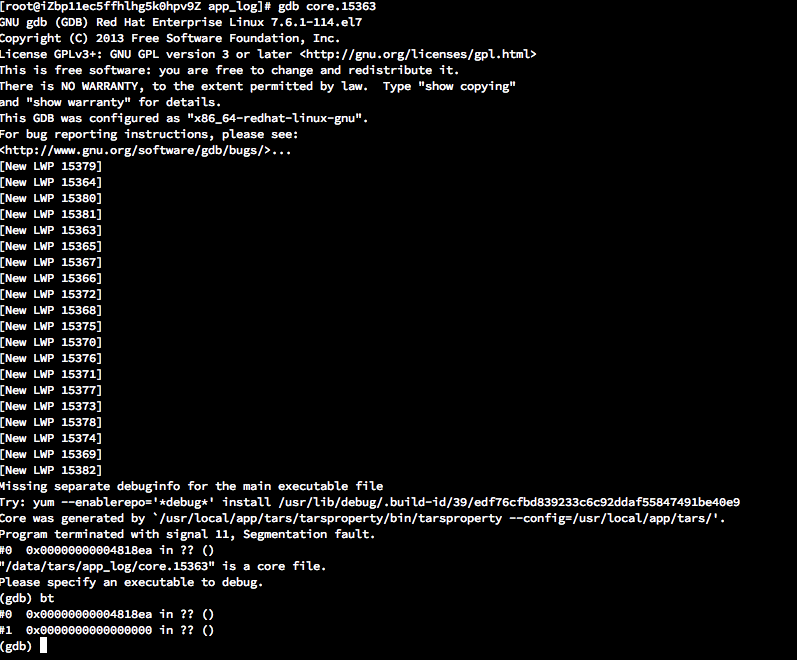 [root@iZbp11ec5ffhlhg5k0hpv9Z app_log]# gdb core.15363
GNU gdb (GDB) Red Hat Enterprise Linux 7.6.1-114.el7
Copyright (C) 2013 Free Software Foundation, Inc.
License GPLv3+: GNU GPL version 3 or later <http://gnu.org/licenses/gpl.html>
This is free software: you are free to change and redistribute it.
There is NO WARRANTY, to the extent permitted by law.  Type "show copying"
and "show warranty" for details.
This GDB was configured as "x86_64-redhat-linux-gnu".
For bug reporting instructions, please see:
<http://www.gnu.org/software/gdb/bugs/>...
[New LWP 15379]
[New LWP 15364]
[New LWP 15380]
[New LWP 15381]
[New LWP 15363]
[New LWP 15365]
[New LWP 15367]
[New LWP 15366]
[New LWP 15372]
[New LWP 15368]
[New LWP 15375]
[New LWP 15370]
[New LWP 15376]
[New LWP 15371]
[New LWP 15377]
[New LWP 15373]
[New LWP 15378]
[New LWP 15374]
[New LWP 15369]
[New LWP 15382]
Missing separate debuginfo for the main executable file
Try: yum --enablerepo='*debug*' install /usr/lib/debug/.build-id/39/edf76cfbd839233c6c92ddaf55847491be40e9
Core was generated by `/usr/local/app/tars/tarsproperty/bin/tarsproperty --config=/usr/local/app/tars/'.
Program terminated with signal 11, Segmentation fault.
#0  0x00000000004818ea in ?? ()
"/data/tars/app_log/core.15363" is a core file.
Please specify an executable to debug.
(gdb) bt
#0  0x00000000004818ea in ?? ()
#1  0x0000000000000000 in ?? ()
(gdb)